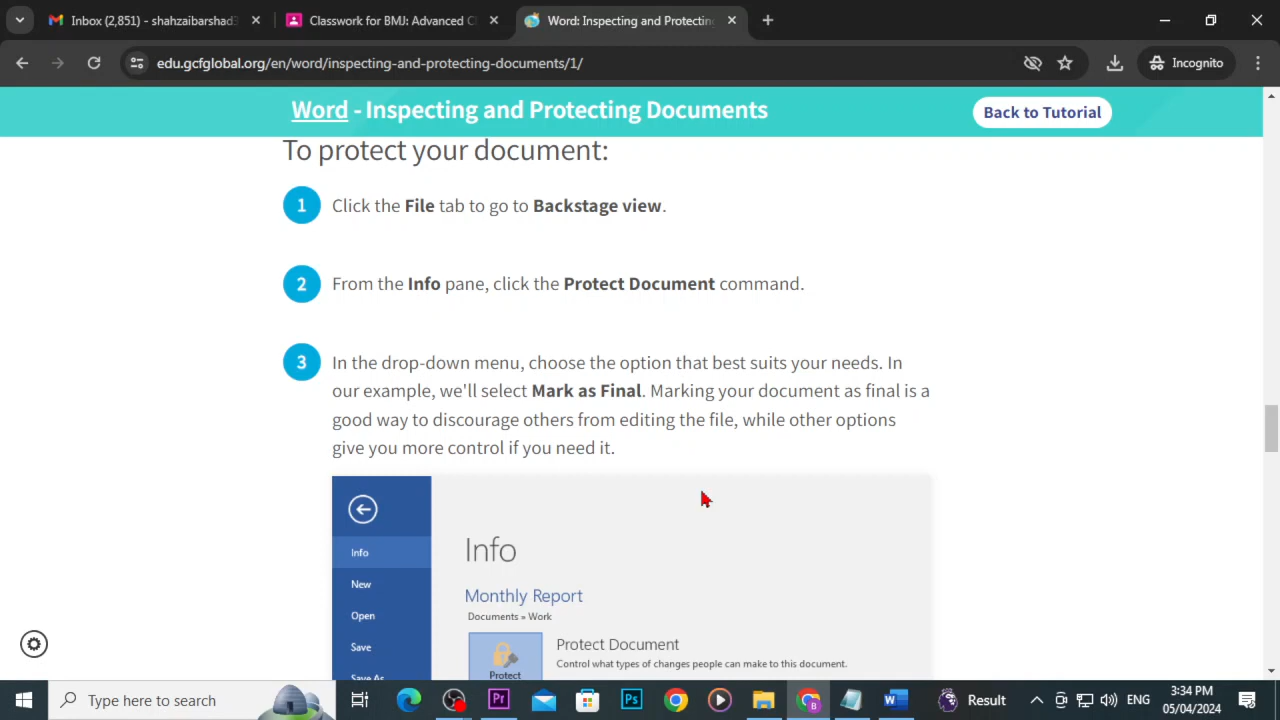 Inbox (2,851) - shahzaibarshad3
Classwork for BMJ: Advanced C
Word: Inspecting and Protecting
edu.gcfglobal.org/en/word/inspecting-and-protecting-documents/1/
Incognito
Word - Inspecting and Protecting Documents
Back to Tutorial
To protect your document:
1 Click the File tab to go to Backstage view.
2 From the Info pane, click the Protect Document command.
3 In the drop-down menu, choose the option that best suits your needs. In
our example, we'll select Mark as Final. Marking your document as final is a
good way to discourage others from editing the file, while other options
give you more control if you need it.
Info
New
Open
Save
Save As
Info
Monthly Report
Documents » Work
Protect
Protect Document
Control what types of changes people can make to this document.
Type here to search
Pr
Ps
B
W
Result
ENG
3:34 PM
05/04/2024